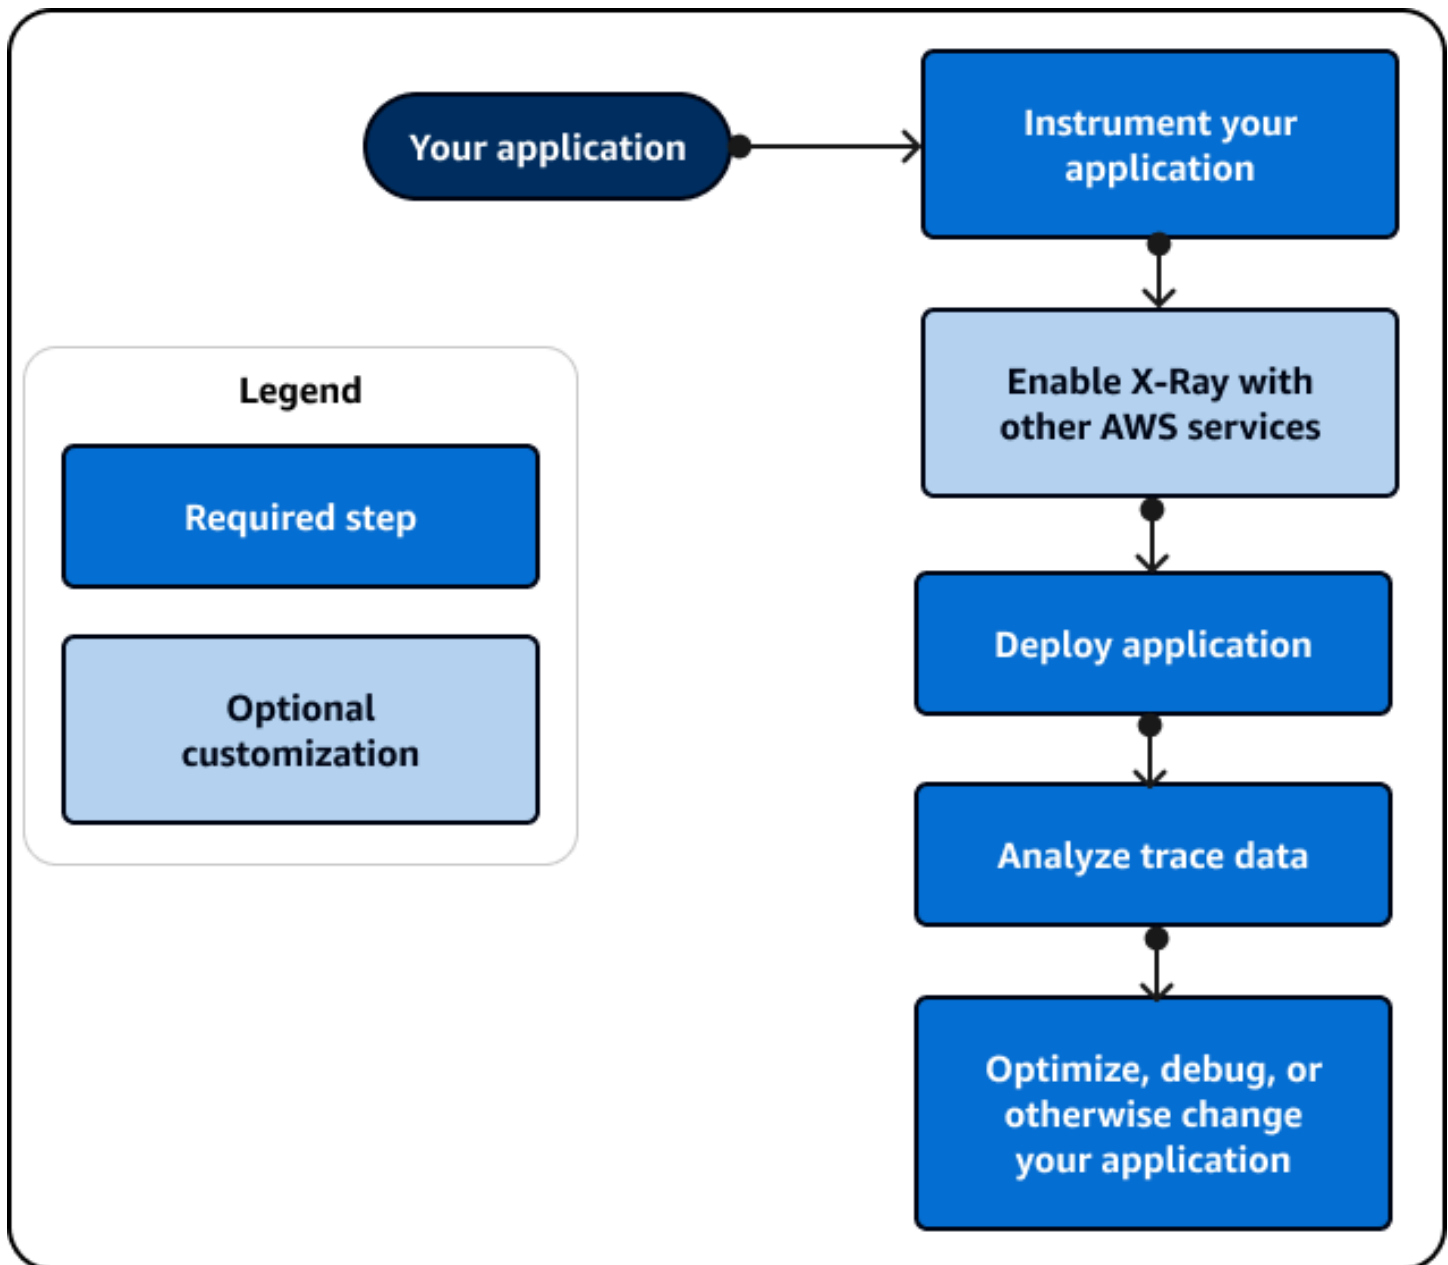 Your application
Instrument your
application
Enable X-Ray with
other AWS services
Legend
Required step
Optional
customization
Deploy application
Analyze trace data
Optimize, debug, or
otherwise change
your application